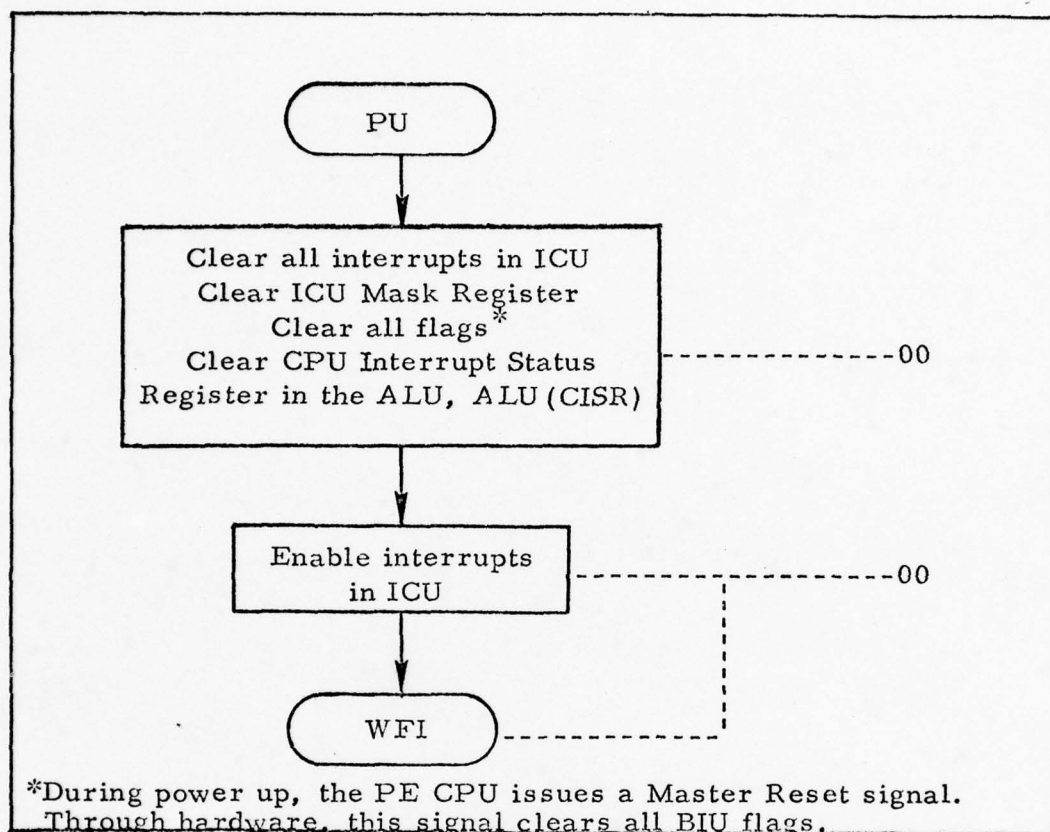 PU
Clear all interrupts in ICU
Clear ICU Mask Register
Clear all flags*
Clear CPU Interrupt Status
Register in the ALU, ALU (CISR)
00
Enable interrupts
in ICU
00
WFI
*During power up, the PE CPU issues a Master Reset signal.
Through hardware, this signal clears all BIU flags.